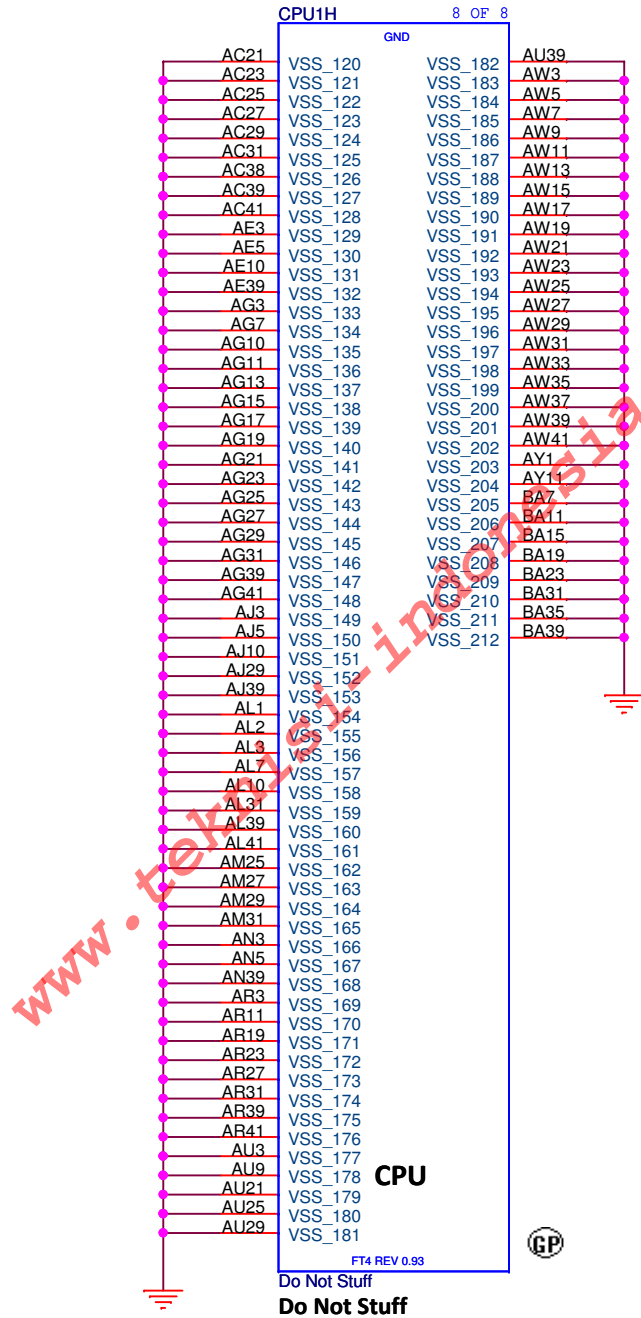 CPU1H 8 OF 8
GND
AC21 VSS_120 VSS_182 AU39
AC23 VSS_121 VSS_183 AW3
AC25 VSS_122 VSS_184 AW5
AC27 VSS_123 VSS_185 AW7
AC29 VSS_124 VSS_186 AW9
AC31 VSS_125 VSS_187 AW11
AC38 VSS_126 VSS_188 AW13
AC39 VSS_127 VSS_189 AW15
AC41 VSS_128 VSS_190 AW17
AE3 VSS_129 VSS_191 AW19
AE5 VSS_130 VSS_192 AW21
AE10 VSS_131 VSS_193 AW23
AE39 VSS_132 VSS_194 AW25
AG3 VSS_133 VSS_195 AW27
AG7 VSS_134 VSS_196 AW29
AG10 VSS_135 VSS_197 AW31
AG11 VSS_136 VSS_198 AW33
AG13 VSS_137 VSS_199 AW35
AG15 VSS_138 VSS_200 AW37
AG17 VSS_139 VSS_201 AW39
AG19 VSS_140 VSS_202 AW41
AG21 VSS_141 VSS_203 AY1
AG23 VSS_142 VSS_204 AY11
AG25 VSS_143 VSS_205 BA7
AG27 VSS_144 VSS_206 BA11
AG29 VSS_145 VSS_207 BA15
AG31 VSS_146 VSS_208 BA19
AG39 VSS_147 VSS_209 BA23
AG41 VSS_148 VSS_210 BA31
AJ3 VSS_149 VSS_211 BA35
AJ5 VSS_150 VSS_212 BA39
AJ10 VSS_151
AJ29 VSS_152
AJ39 VSS_153
AL1 VSS_154
AL2 VSS_155
AL3 VSS_156
AL7 VSS_157
AL10 VSS_158
AL31 VSS_159
AL39 VSS_160
AL41 VSS_161
AM25 VSS_162
AM27 VSS_163
AM29 VSS_164
AM31 VSS_165
AN3 VSS_166
AN5 VSS_167
AN39 VSS_168
AR3 VSS_169
AR11 VSS_170
AR19 VSS_171
AR23 VSS_172
AR27 VSS_173
AR31 VSS_174
AR39 VSS_175
AR41 VSS_176
AU3 VSS_177
AU9 VSS_178 CPU
AU21 VSS_179
AU25 VSS_180
AU29 VSS_181
GP
FT4 REV 0.93
Do Not Stuff
Do Not Stuff
www.teknisi-indonesia